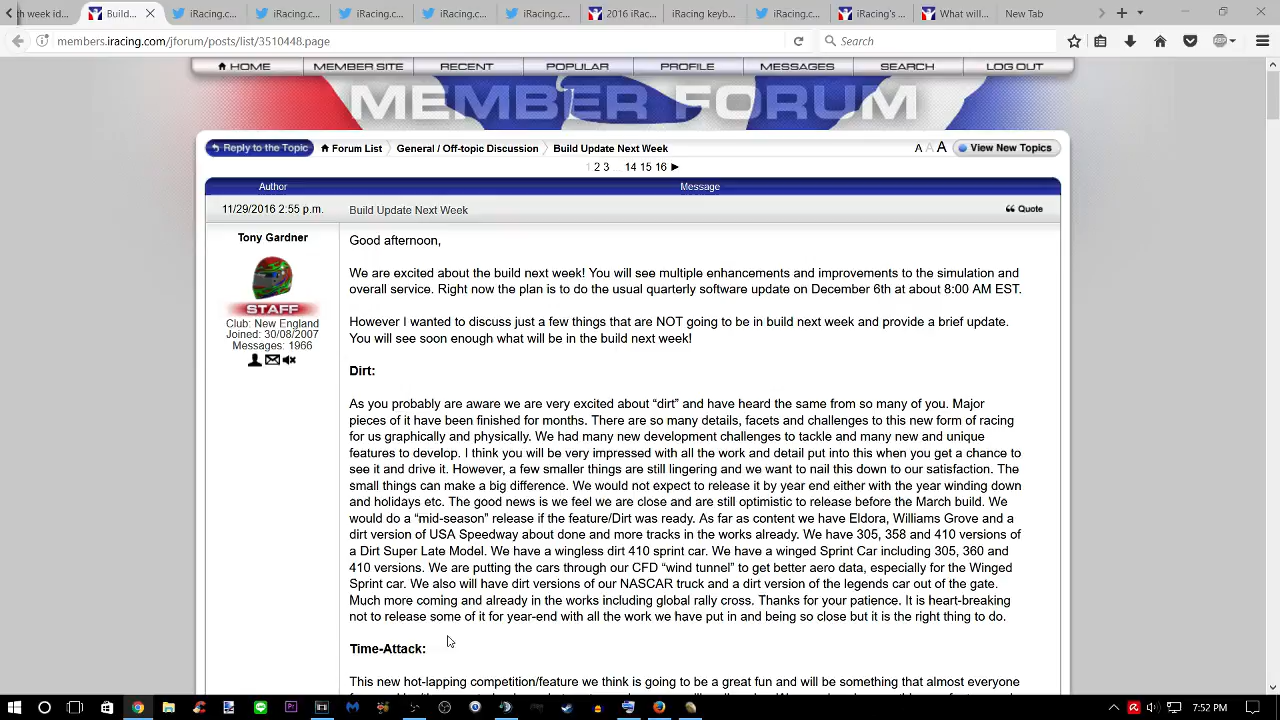 h week id
Build...
iRacing.c...
iRacing.c...
iRacing.c...
iRacing.c...
iRacing.c...
2016 iRac...
iRacing keyb...
iRacing.c...
iRacing's ...
What will...
New Tab
members.iracing.com/jforum/posts/list/3510448.page
Search
HOME
MEMBER SITE
RECENT
POPULAR
PROFILE
MESSAGES
SEARCH
LOG OUT
MEMBER FORUM
Reply to the Topic
Forum List
General / Off-topic Discussion
Build Update Next Week
A A A
View New Topics
1 2 3 ... 14 15 16 ►
Author
Message
11/29/2016 2.55 p.m.
Build Update Next Week
Quote
Tony Gardner
STAFF
Club: New England
Joined: 30/08/2007
Messages: 1966
Good afternoon,
We are excited about the build next week! You will see multiple enhancements and improvements to the simulation and
overall service. Right now the plan is to do the usual quarterly software update on December 6th at about 8:00 AM EST.
However I wanted to discuss just a few things that are NOT going to be in build next week and provide a brief update.
You will see soon enough what will be in the build next week!
Dirt:
As you probably are aware we are very excited about “dirt” and have heard the same from so many of you. Major
pieces of it have been finished for months. There are so many details, facets and challenges to this new form of racing
for us graphically and physically. We had many new development challenges to tackle and many new and unique
features to develop. I think you will be very impressed with all the work and detail put into this when you get a chance to
see it and drive it. However, a few smaller things are still lingering and we want to nail this down to our satisfaction. The
small things can make a big difference. We would not expect to release it by year end either with the year winding down
and holidays etc. The good news is we feel we are close and are still optimistic to release before the March build. We
would do a “mid-season” release if the feature/Dirt was ready. As far as content we have Eldora, Williams Grove and a
dirt version of USA Speedway about done and more tracks in the works already. We have 305, 358 and 410 versions of
a Dirt Super Late Model. We have a wingless dirt 410 sprint car. We have a winged Sprint Car including 305, 360 and
410 versions. We are putting the cars through our CFD “wind tunnel” to get better aero data, especially for the Winged
Sprint car. We also will have dirt versions of our NASCAR truck and a dirt version of the legends car out of the gate.
Much more coming and already in the works including global rally cross. Thanks for your patience. It is heart-breaking
not to release some of it for year-end with all the work we have put in and being so close but it is the right thing to do.
Time-Attack:
This new hot-lapping competition/feature we think is going to be a great fun and will be something that almost everyone
7:52 PM